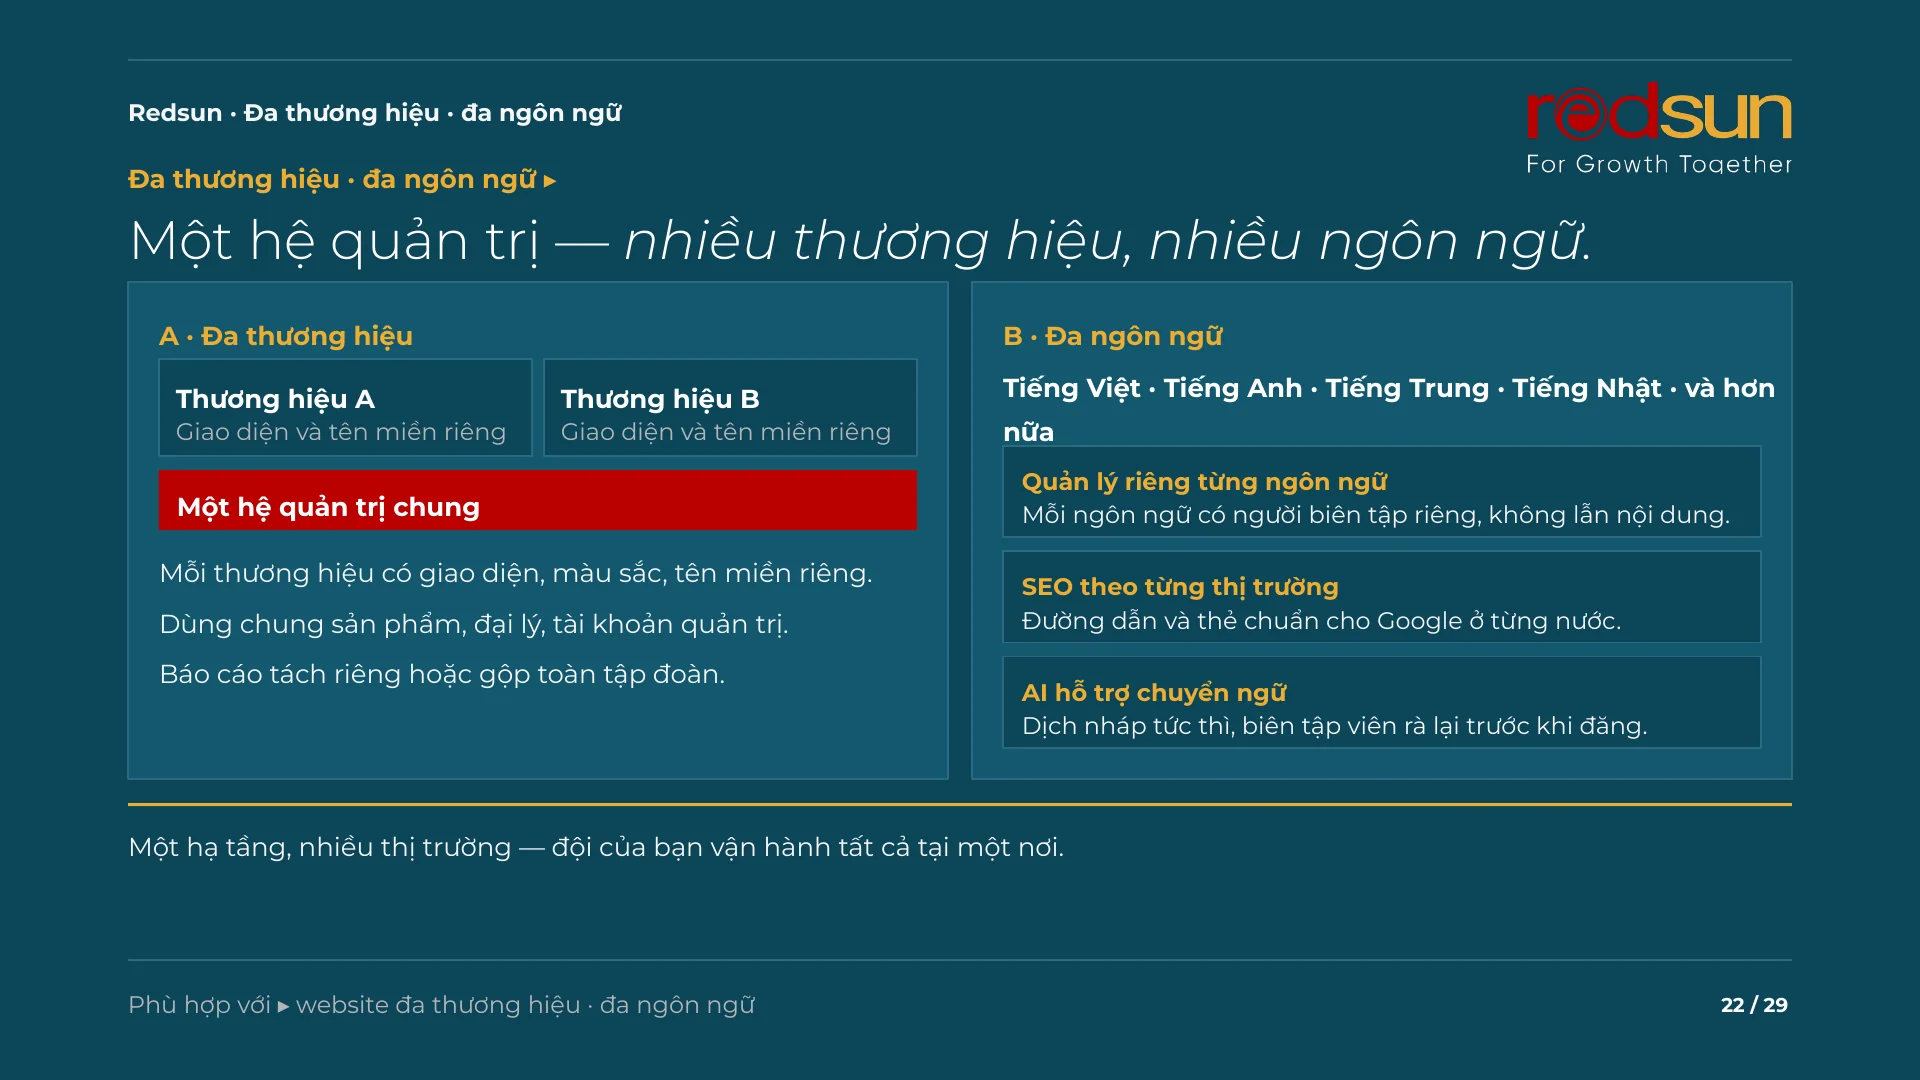 Redsun · Đa thương hiệu · đa ngôn ngữ
redsun
For Growth Together
Đa thương hiệu · đa ngôn ngữ ▸
Một hệ quản trị — nhiều thương hiệu, nhiều ngôn ngữ.
A · Đa thương hiệu
Thương hiệu A
Giao diện và tên miền riêng
Thương hiệu B
Giao diện và tên miền riêng
Một hệ quản trị chung
Mỗi thương hiệu có giao diện, màu sắc, tên miền riêng.
Dùng chung sản phẩm, đại lý, tài khoản quản trị.
Báo cáo tách riêng hoặc gộp toàn tập đoàn.
B · Đa ngôn ngữ
Tiếng Việt · Tiếng Anh · Tiếng Trung · Tiếng Nhật · và hơn
nữa
Quản lý riêng từng ngôn ngữ
Mỗi ngôn ngữ có người biên tập riêng, không lẫn nội dung.
SEO theo từng thị trường
Đường dẫn và thẻ chuẩn cho Google ở từng nước.
AI hỗ trợ chuyển ngữ
Dịch nháp tức thì, biên tập viên rà lại trước khi đăng.
Một hạ tầng, nhiều thị trường — đội của bạn vận hành tất cả tại một nơi.
Phù hợp với ▸ website đa thương hiệu · đa ngôn ngữ
22 / 29